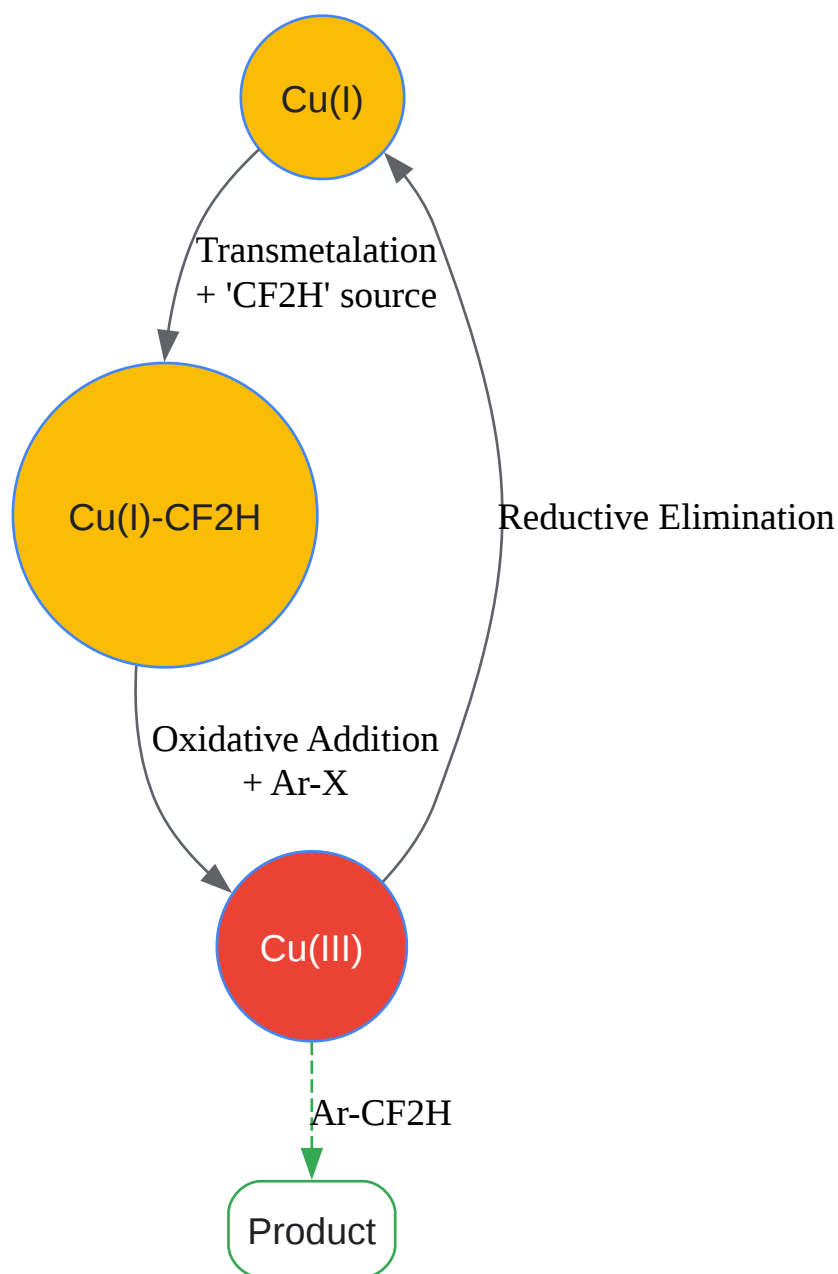 Cu(I)
Transmetalation
+ 'CF2H' source
Cu(I)-CF2H
Reductive Elimination
Oxidative Addition
+ Ar-X
Cu(III)
Ar-CF2H
Product